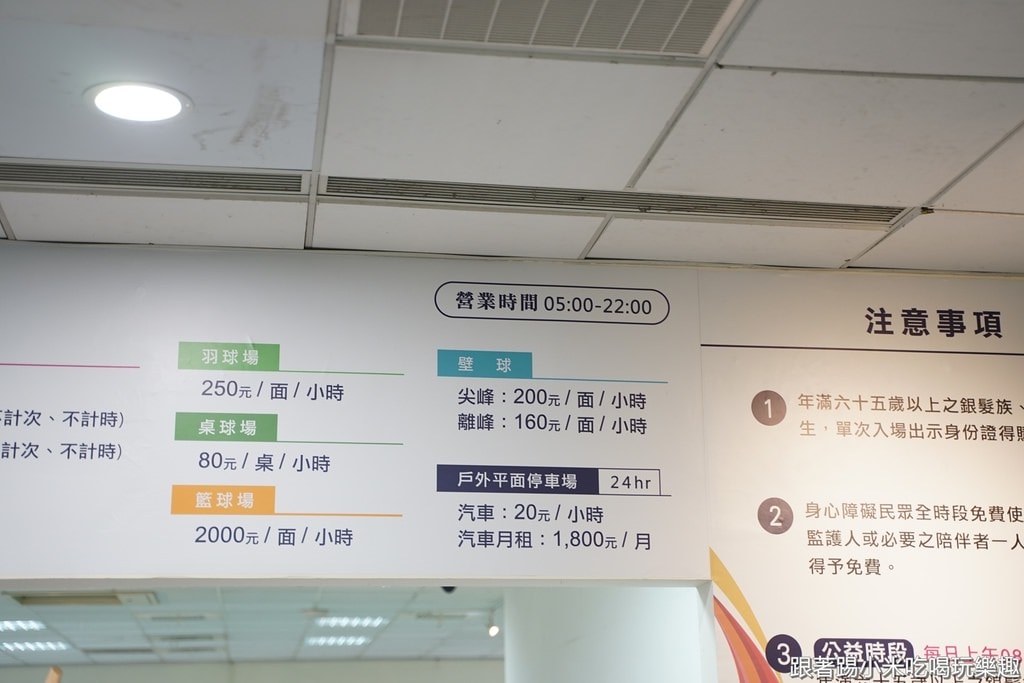 計次、不計時)
計次、不計時)
羽球場
250元 / 面 / 小時
桌球場
80元 / 桌 / 小時
籃球場
2000元 / 面 / 小時
營業時間 05:00-22:00
壁 球
尖峰：200元 / 面 / 小時
離峰：160元 / 面 / 小時
戶外平面停車場 24hr
汽車：20元 / 小時
汽車月租：1,800元 / 月
注意事項
1 年滿六十五歲以上之銀髮族、
生，單次入場出示身份證得
2 身心障礙民眾全時段免費使
監護人或必要之陪伴者一人
得予免費。
3 公益時段 每日上午08
跟著踢小米吃喝玩樂趣